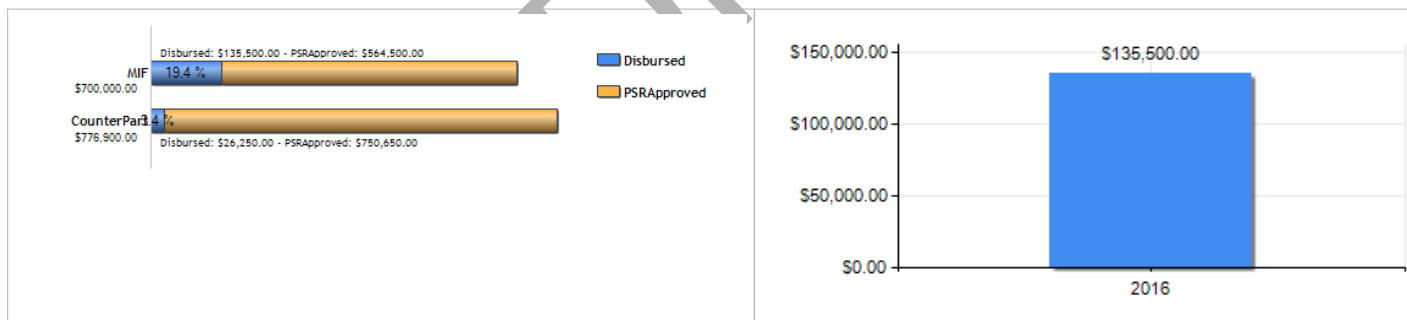 Disbursed: $135,500.00 - PSRApproved: $564,500.00
MIF
19.4 %
$700,000.00
CounterPart
3.4 %
$776,900.00
Disbursed: $26,250.00 - PSRApproved: $750,650.00
Disbursed
PSRApproved
$150,000.00
$135,500.00
$100,000.00
$50,000.00
$0.00
2016